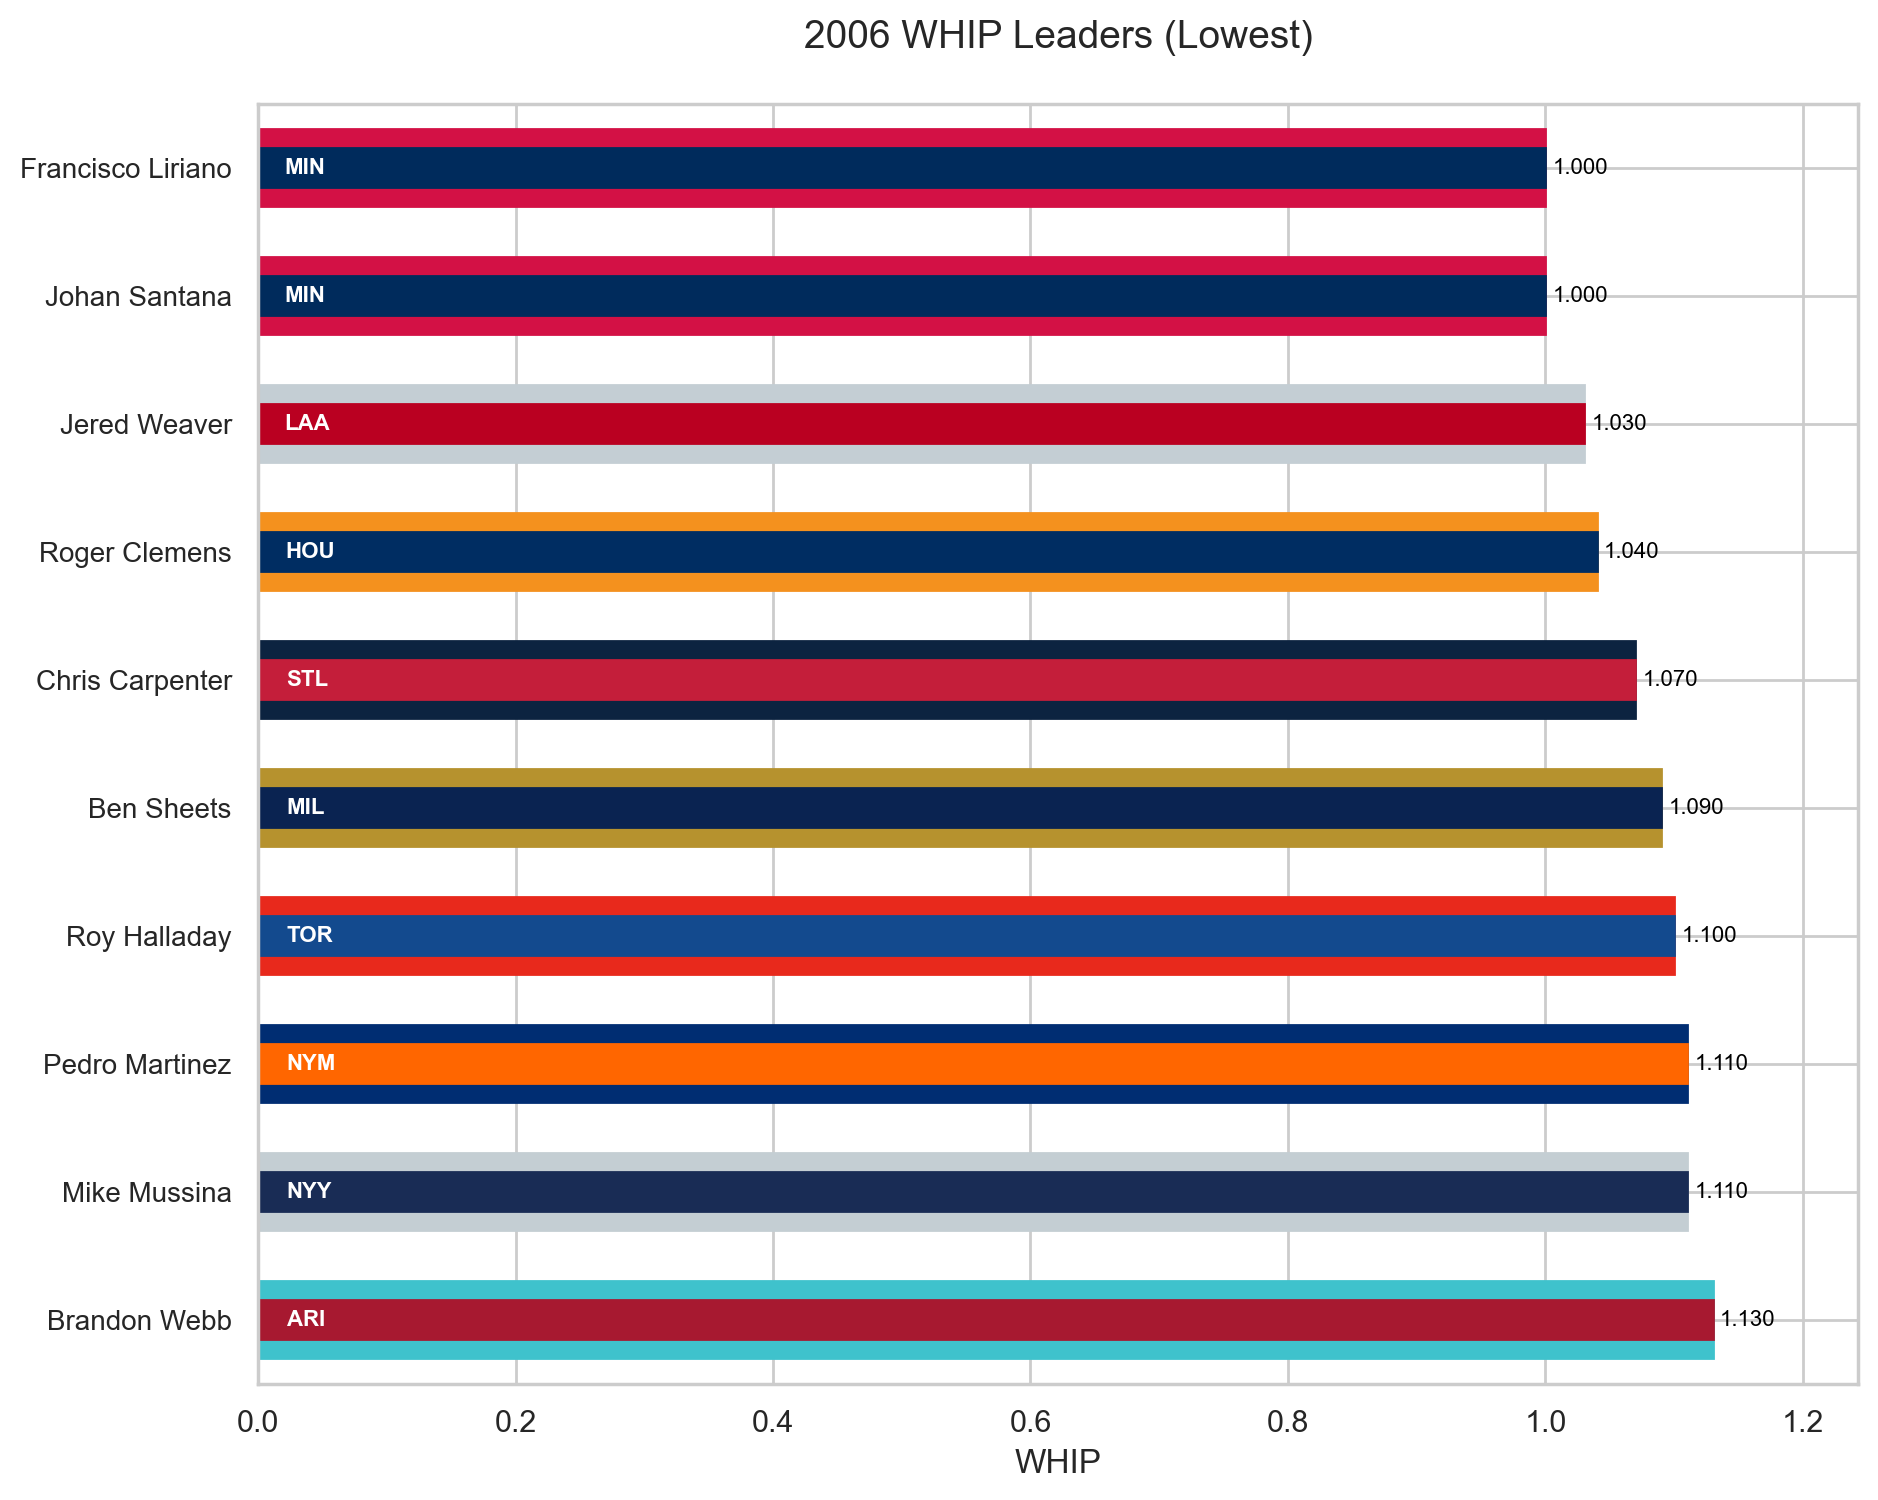 2006 WHIP Leaders (Lowest)
Francisco Liriano MIN 1.000
Johan Santana MIN 1.000
Jered Weaver LAA 1.030
Roger Clemens HOU 1.040
Chris Carpenter STL 1.070
Ben Sheets MIL 1.090
Roy Halladay TOR 1.100
Pedro Martinez NYM 1.110
Mike Mussina NYY 1.110
Brandon Webb ARI 1.130
0.0 0.2 0.4 0.6 0.8 1.0 1.2
WHIP